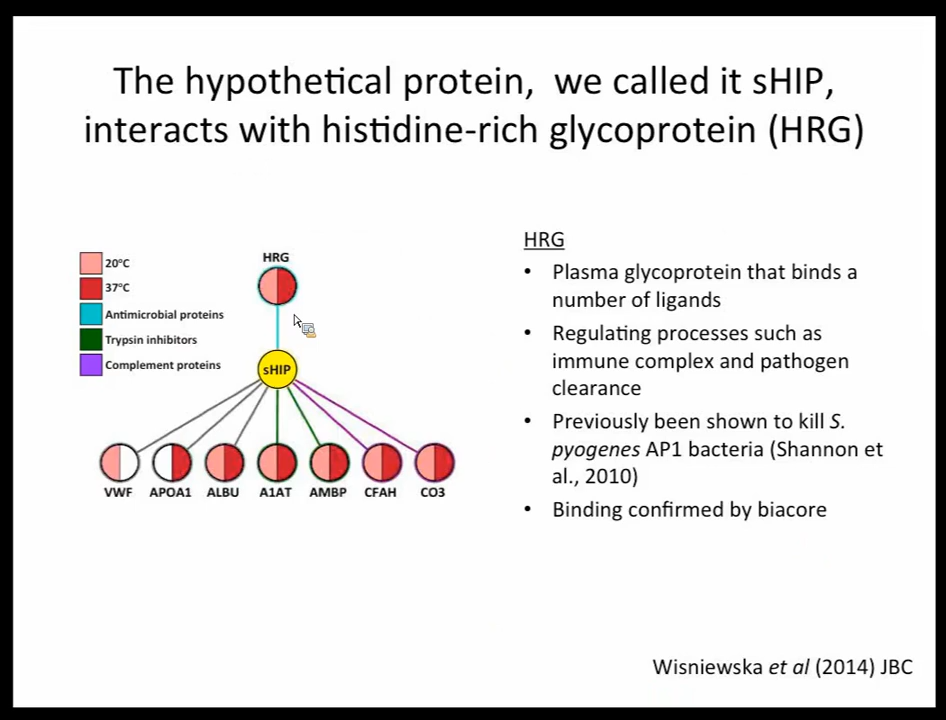 The hypothetical protein,  we called it sHIP,
interacts with histidine-rich glycoprotein (HRG)
20°C
37°C
Antimicrobial proteins
Trypsin inhibitors
Complement proteins
HRG
sHIP
VWF APOA1 ALBU A1AT AMBP CFAH CO3
HRG
• Plasma glycoprotein that binds a
number of ligands
• Regulating processes such as
immune complex and pathogen
clearance
• Previously been shown to kill S.
pyogenes AP1 bacteria (Shannon et
al., 2010)
• Binding confirmed by biacore
Wisniewska et al (2014) JBC